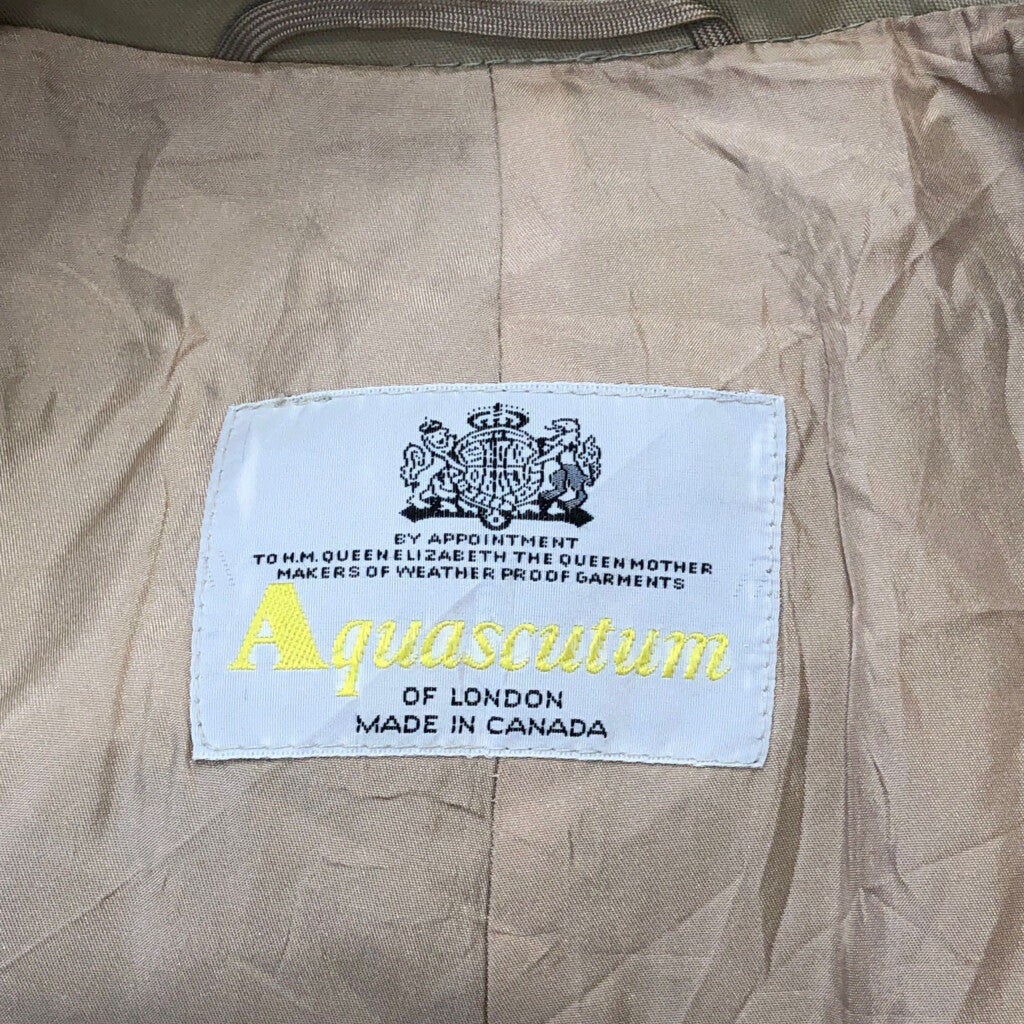 BY APPOINTMENT
TO H.M. QUEEN ELIZABETH THE QUEEN MOTHER
MAKERS OF WEATHER PROOF GARMENTS
Aquascutum
OF LONDON
MADE IN CANADA